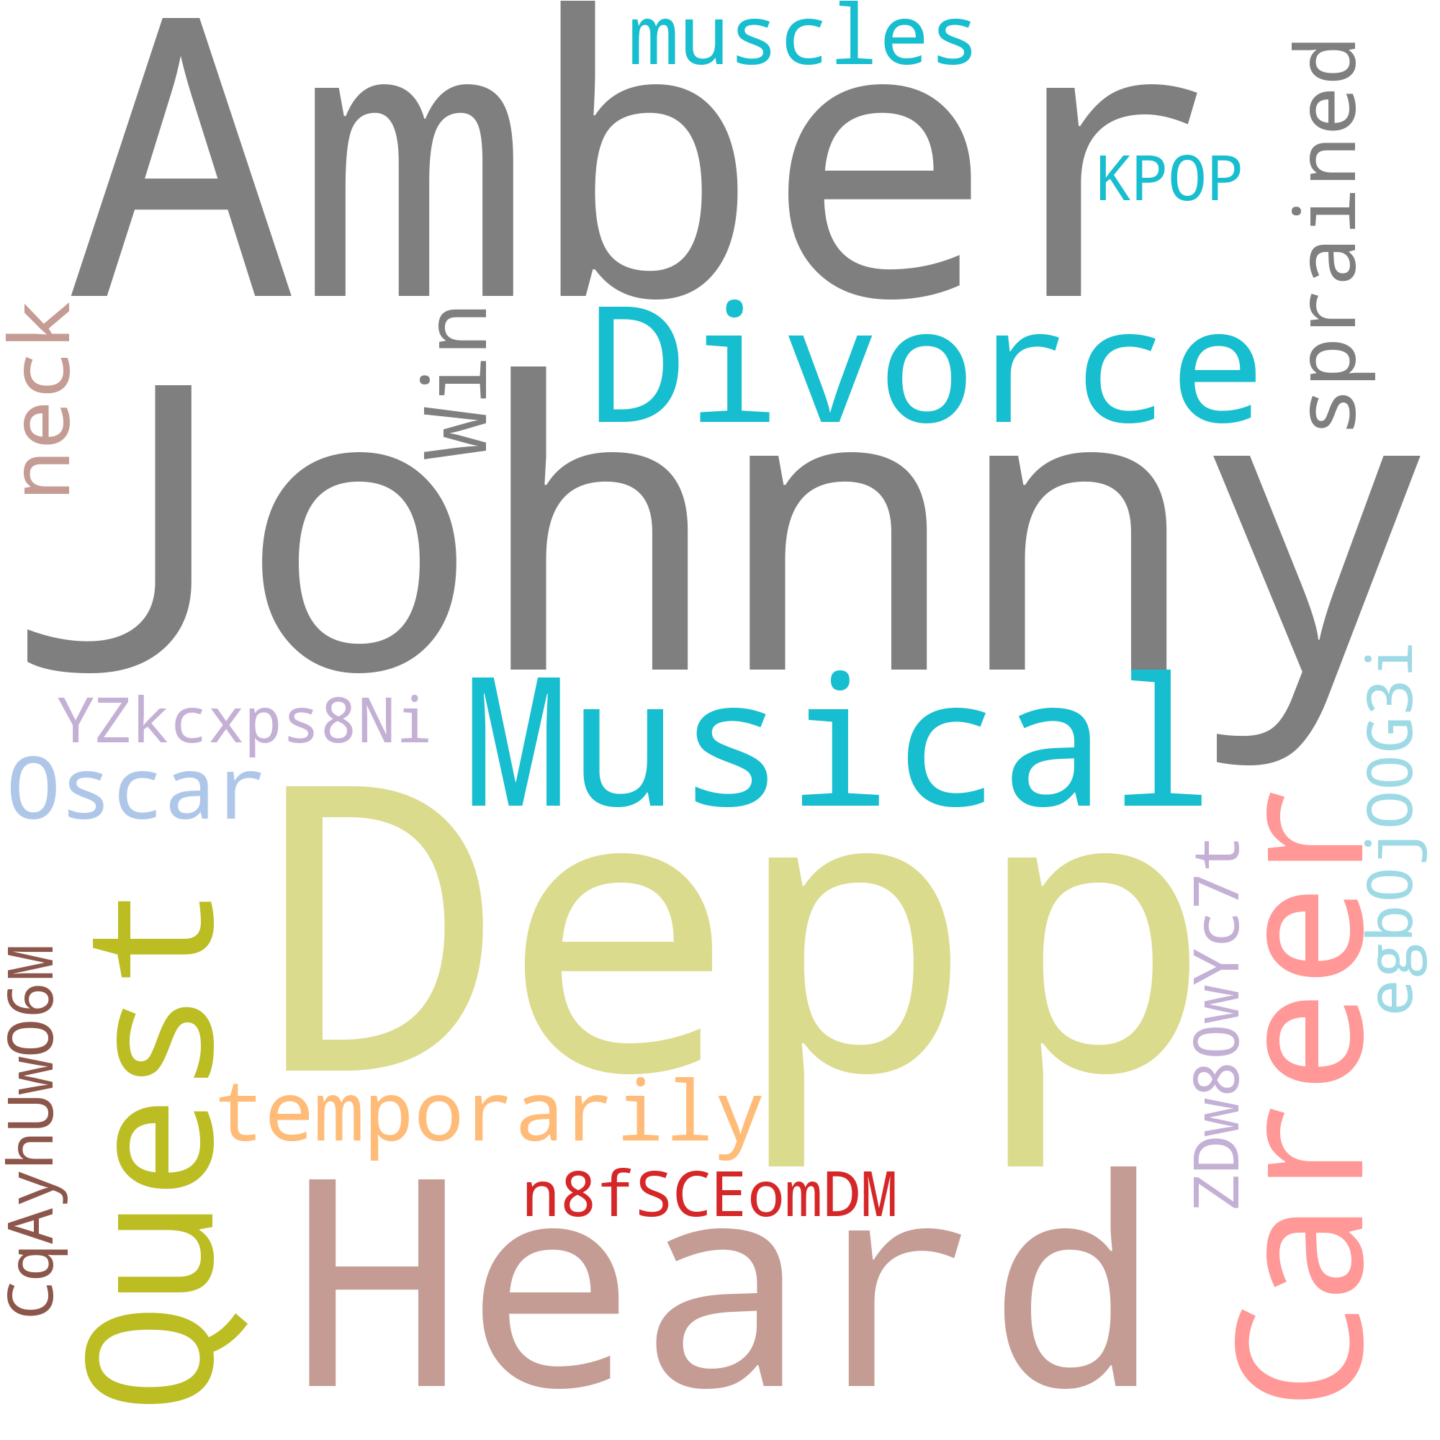 muscles
Amber
KPOP
sprained
neck
Win
Divorce
Johnny
YZkcxps8Ni
Musical
egb0jO0G3i
Oscar
Depp
Career
ZDw80wYc7t
Quest
CqAyhUwO6M
temporarily
n8fSCEomDM
Heard